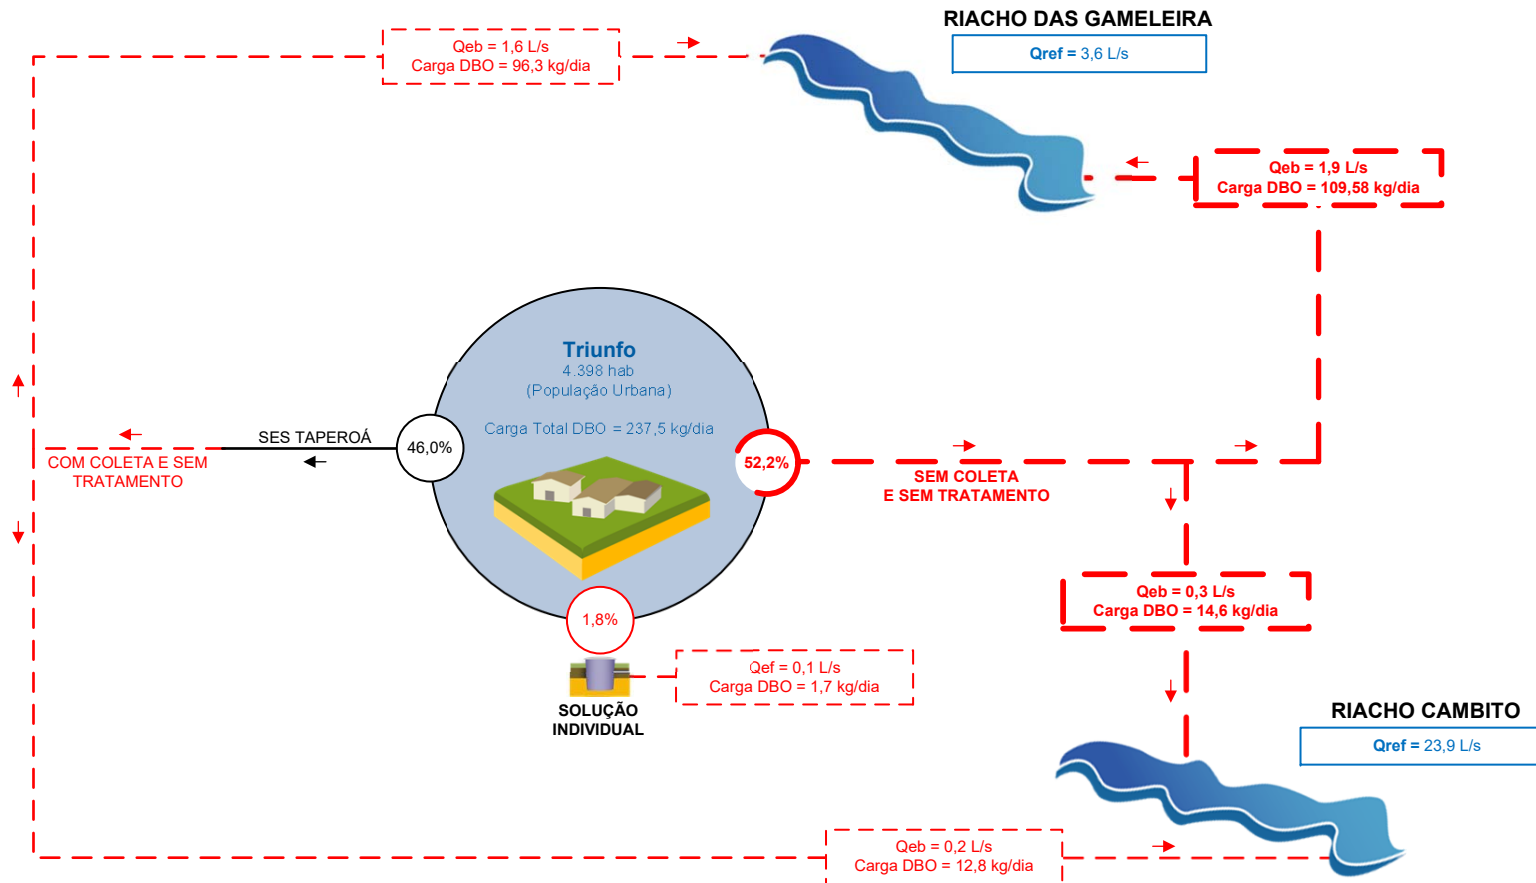 RIACHO DAS GAMELEIRA
Qref = 3,6 L/s
Qeb = 1,6 L/s
Carga DBO = 96,3 kg/dia
Qeb = 1,9 L/s
Carga DBO = 109,58 kg/dia
Triunfo
4.398 hab
(População Urbana)
Carga Total DBO = 237,5 kg/dia
SES TAPEROÁ
46,0%
52,2%
COM COLETA E SEM
TRATAMENTO
SEM COLETA
E SEM TRATAMENTO
Qeb = 0,3 L/s
Carga DBO = 14,6 kg/dia
1,8%
Qef = 0,1 L/s
Carga DBO = 1,7 kg/dia
SOLUÇÃO
INDIVIDUAL
RIACHO CAMBITO
Qref = 23,9 L/s
Qeb = 0,2 L/s
Carga DBO = 12,8 kg/dia